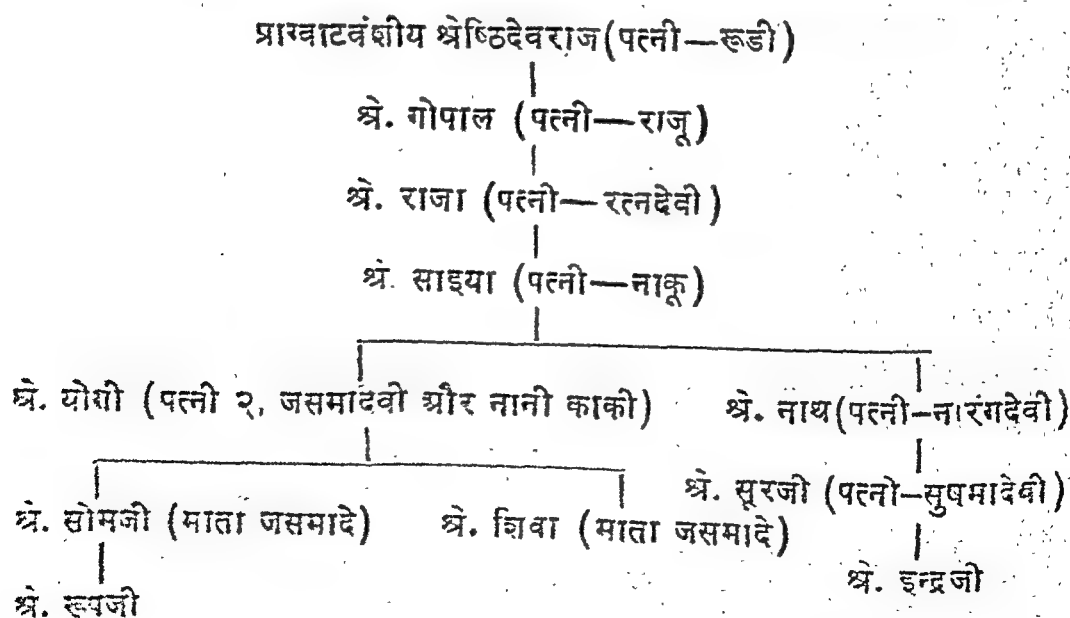 प्राग्वाटवंशीय श्रेष्ठिदेवराज (पत्नी—रूडी)
श्रे. गोपाल (पत्नी—राजू)
श्रे. राजा (पत्नी—रत्नदेवी)
श्रे. साइया (पत्नी—नाकू)
श्रे. योगी (पत्नी २, जसमादेवी और नानी काकी) श्रे. नाथ (पत्नी-नारंगदेवी)
श्रे. सोमजी (माता जसमादे) श्रे. शिवा (माता जसमादे) श्रे. सूरजी (पत्नी-सुषमादेवी)
श्रे. रूपजी श्रे. इन्द्रजी